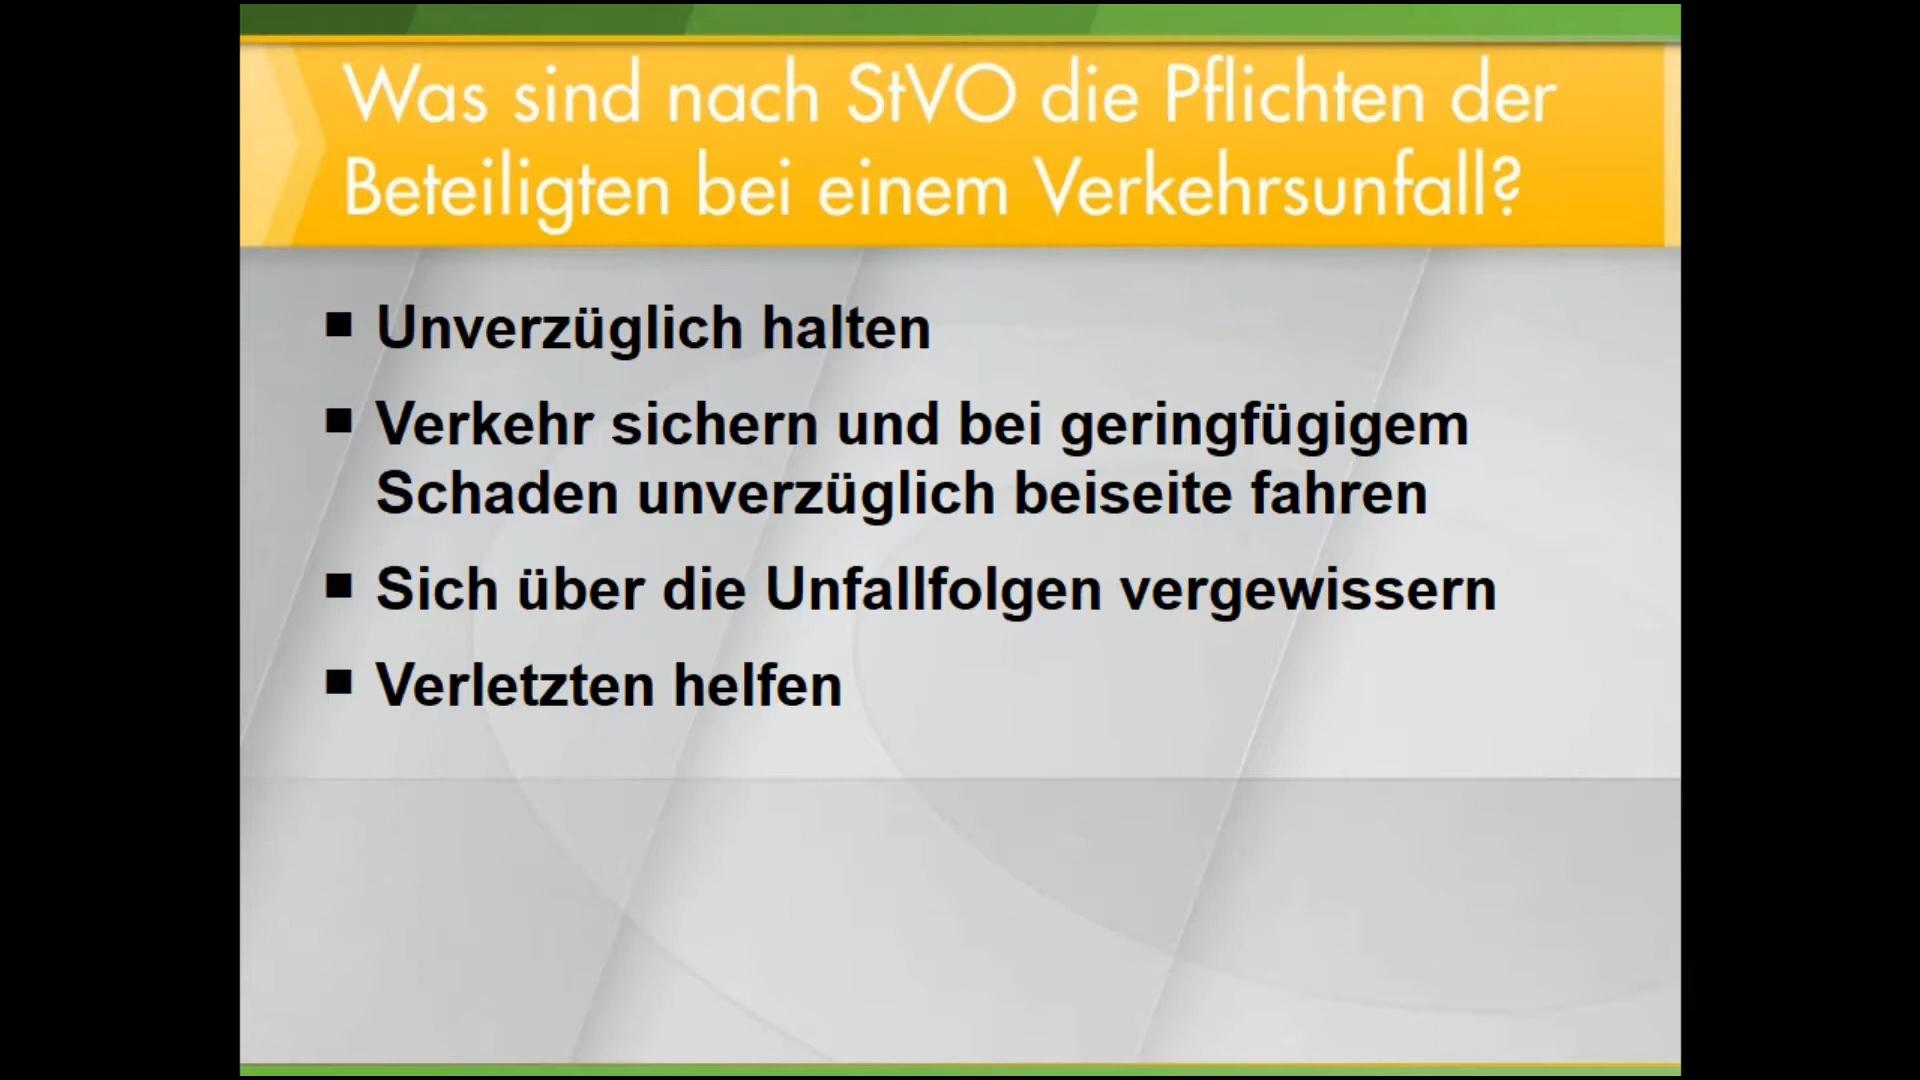 Was sind nach StVO die Pflichten der
Beteiligten bei einem Verkehrsunfall?
▪ Unverzüglich halten
▪ Verkehr sichern und bei geringfügigem
Schaden unverzüglich beiseite fahren
▪ Sich über die Unfallfolgen vergewissern
▪ Verletzten helfen